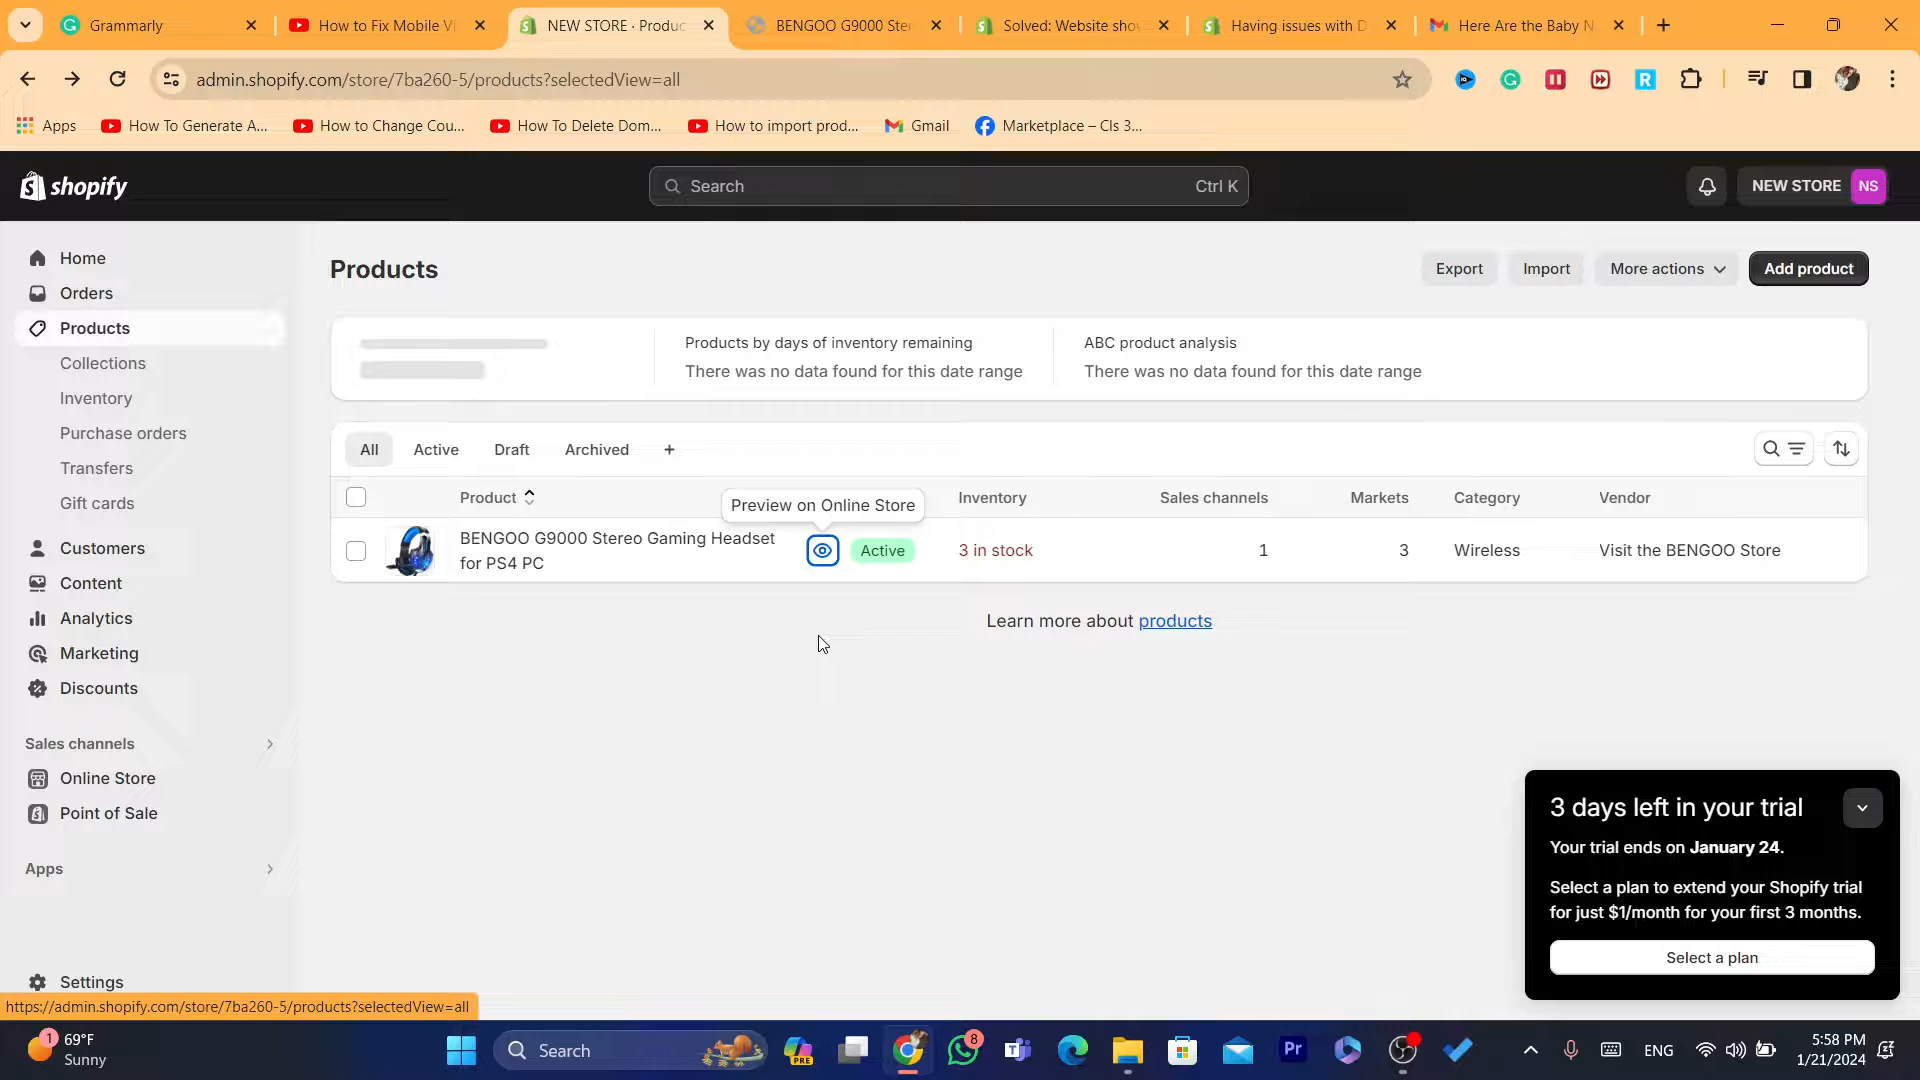 Grammarly
How to Fix Mobile Vi
NEW STORE · Produc
BENGOO G9000 Ste
Solved: Website sho
Having issues with D
Here Are the Baby N
admin.shopify.com/store/7ba260-5/products?selectedView=all
Apps
How To Generate A...
How to Change Cou...
How To Delete Dom...
How to import prod...
Gmail
Marketplace – Cls 3...
shopify
Search
Ctrl K
NEW STORE
NS
Home
Orders
Products
Collections
Inventory
Purchase orders
Transfers
Gift cards
Customers
Content
Analytics
Marketing
Discounts
Sales channels
Online Store
Point of Sale
Apps
Settings
Products
Export
Import
More actions
Add product
Products by days of inventory remaining
There was no data found for this date range
ABC product analysis
There was no data found for this date range
All
Active
Draft
Archived
+
Product
Preview on Online Store
Inventory
Sales channels
Markets
Category
Vendor
BENGOO G9000 Stereo Gaming Headset
for PS4 PC
Active
3 in stock
1
3
Wireless
Visit the BENGOO Store
Learn more about products
3 days left in your trial
Your trial ends on January 24.
Select a plan to extend your Shopify trial
for just $1/month for your first 3 months.
Select a plan
https://admin.shopify.com/store/7ba260-5/products?selectedView=all
1
69°F
Sunny
Search
PRE
8
Pr
ENG
5:58 PM
1/21/2024